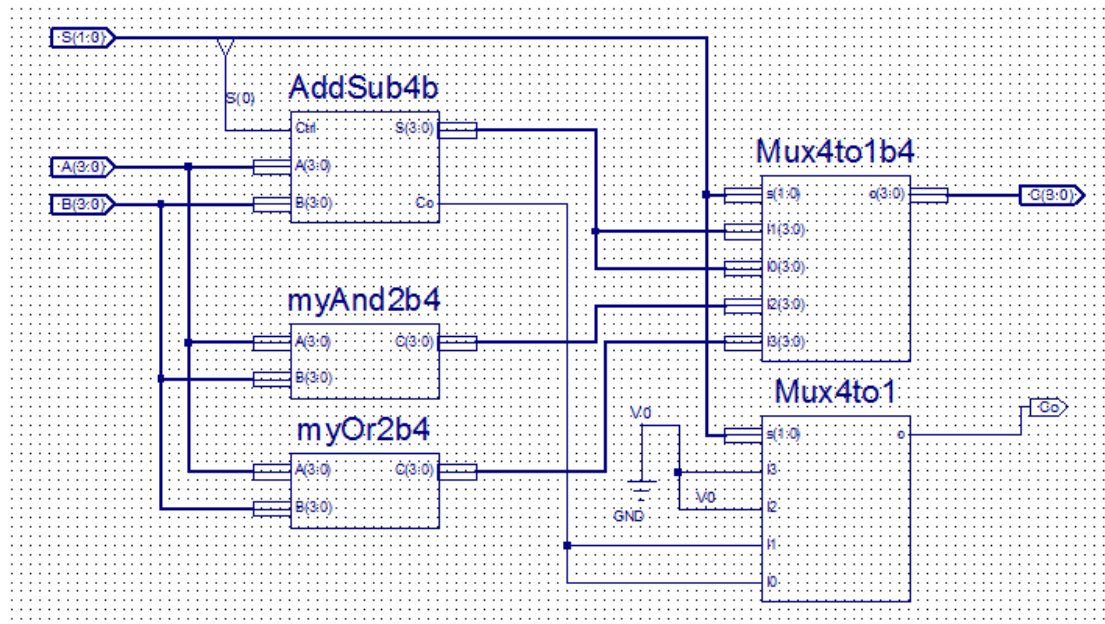 S(1:0)
S(0)
A(3:0)
B(3:0)
AddSub4b
Ctrl
S(3:0)
A(3:0)
B(3:0)
Co
myAnd2b4
A(3:0)
C(3:0)
B(3:0)
myOr2b4
A(3:0)
C(3:0)
B(3:0)
Mux4to1b4
s(1:0)
o(3:0)
I1(3:0)
I0(3:0)
I2(3:0)
I3(3:0)
C(3:0)
Mux4to1
V0
s(1:0)
o
I3
V0
I2
GND
I1
I0
Co